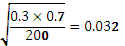 √(0.3 × 0.7 / 200) = 0.032